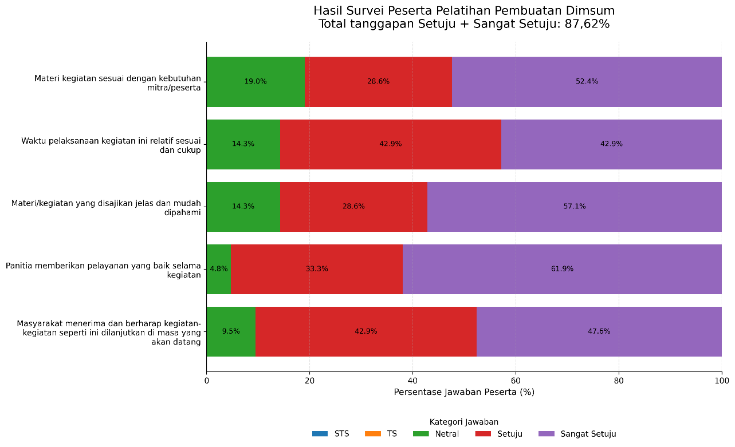 Hasil Survei Peserta Pelatihan Pembuatan Dimsum
Total tanggapan Setuju + Sangat Setuju: 87,62%
Materi kegiatan sesuai dengan kebutuhan
mitra/peserta
19.0% 28.6% 52.4%
Waktu pelaksanaan kegiatan ini relatif sesuai
dan cukup
14.3% 42.9% 42.9%
Materi/kegiatan yang disajikan jelas dan mudah
dipahami
14.3% 28.6% 57.1%
Panitia memberikan pelayanan yang baik selama
kegiatan
4.8% 33.3% 61.9%
Masyarakat menerima dan berharap kegiatan-
kegiatan seperti ini dilanjutkan di masa yang
akan datang
9.5% 42.9% 47.6%
0 20 40 60 80 100
Persentase Jawaban Peserta (%)
Kategori Jawaban
STS TS Netral Setuju Sangat Setuju